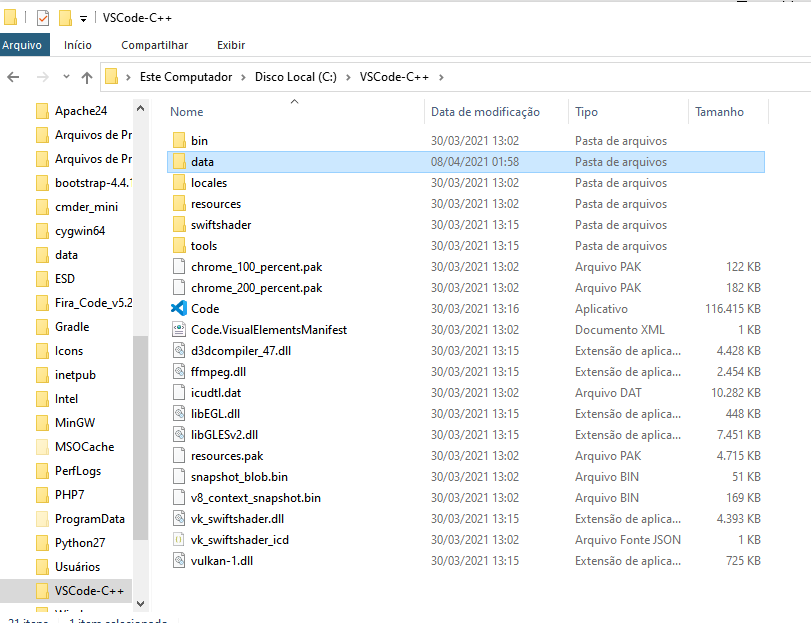 VSCode-C++
Arquivo Início Compartilhar Exibir
Este Computador Disco Local (C:) VSCode-C++
Apache24
Arquivos de Pr
Arquivos de Pr
bootstrap-4.4.
cmder_mini
cygwin64
data
ESD
Fira_Code_v5.2
Gradle
Icons
inetpub
Intel
MinGW
MSOCache
PerfLogs
PHP7
ProgramData
Python27
Usuários
VSCode-C++
Nome Data de modificação Tipo Tamanho
bin 30/03/2021 13:02 Pasta de arquivos
data 08/04/2021 01:58 Pasta de arquivos
locales 30/03/2021 13:02 Pasta de arquivos
resources 30/03/2021 13:02 Pasta de arquivos
swiftshader 30/03/2021 13:15 Pasta de arquivos
tools 30/03/2021 13:15 Pasta de arquivos
chrome_100_percent.pak 30/03/2021 13:02 Arquivo PAK 122 KB
chrome_200_percent.pak 30/03/2021 13:02 Arquivo PAK 182 KB
Code 30/03/2021 13:16 Aplicativo 116.415 KB
Code.VisualElementsManifest 30/03/2021 13:02 Documento XML 1 KB
d3dcompiler_47.dll 30/03/2021 13:15 Extensão de aplica... 4.428 KB
ffmpeg.dll 30/03/2021 13:15 Extensão de aplica... 2.454 KB
icudtl.dat 30/03/2021 13:02 Arquivo DAT 10.282 KB
libEGL.dll 30/03/2021 13:15 Extensão de aplica... 448 KB
libGLESv2.dll 30/03/2021 13:15 Extensão de aplica... 7.451 KB
resources.pak 30/03/2021 13:02 Arquivo PAK 4.715 KB
snapshot_blob.bin 30/03/2021 13:02 Arquivo BIN 51 KB
v8_context_snapshot.bin 30/03/2021 13:02 Arquivo BIN 169 KB
vk_swiftshader.dll 30/03/2021 13:15 Extensão de aplica... 4.393 KB
vk_swiftshader_icd 30/03/2021 13:02 Arquivo Fonte JSON 1 KB
vulkan-1.dll 30/03/2021 13:15 Extensão de aplica... 725 KB
21 itens 1 item selecionado